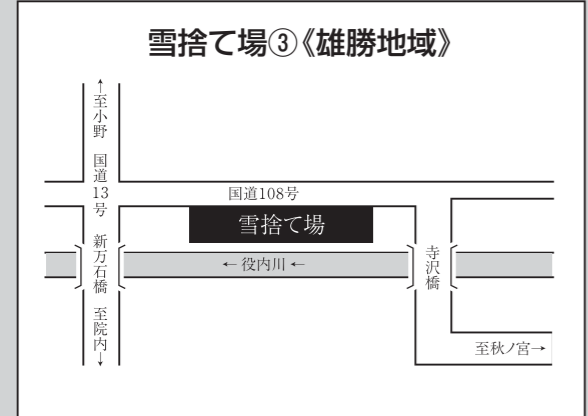 雪捨て場③《雄勝地域》
←至小野
国道13号
新万石橋
至院内→
国道108号
雪捨て場
←役内川←
寺沢橋
至秋ノ宮→